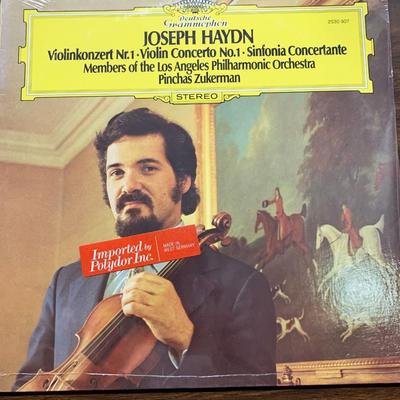 Deutsche
Grammophon
2530 907
JOSEPH HAYDN
Violinkonzert Nr.1 · Violin Concerto No.1 · Sinfonia Concertante
Members of the Los Angeles Philharmonic Orchestra
Pinchas Zukerman
STEREO
Imported by
Polydor Inc.
MADE IN
WEST GERMANY